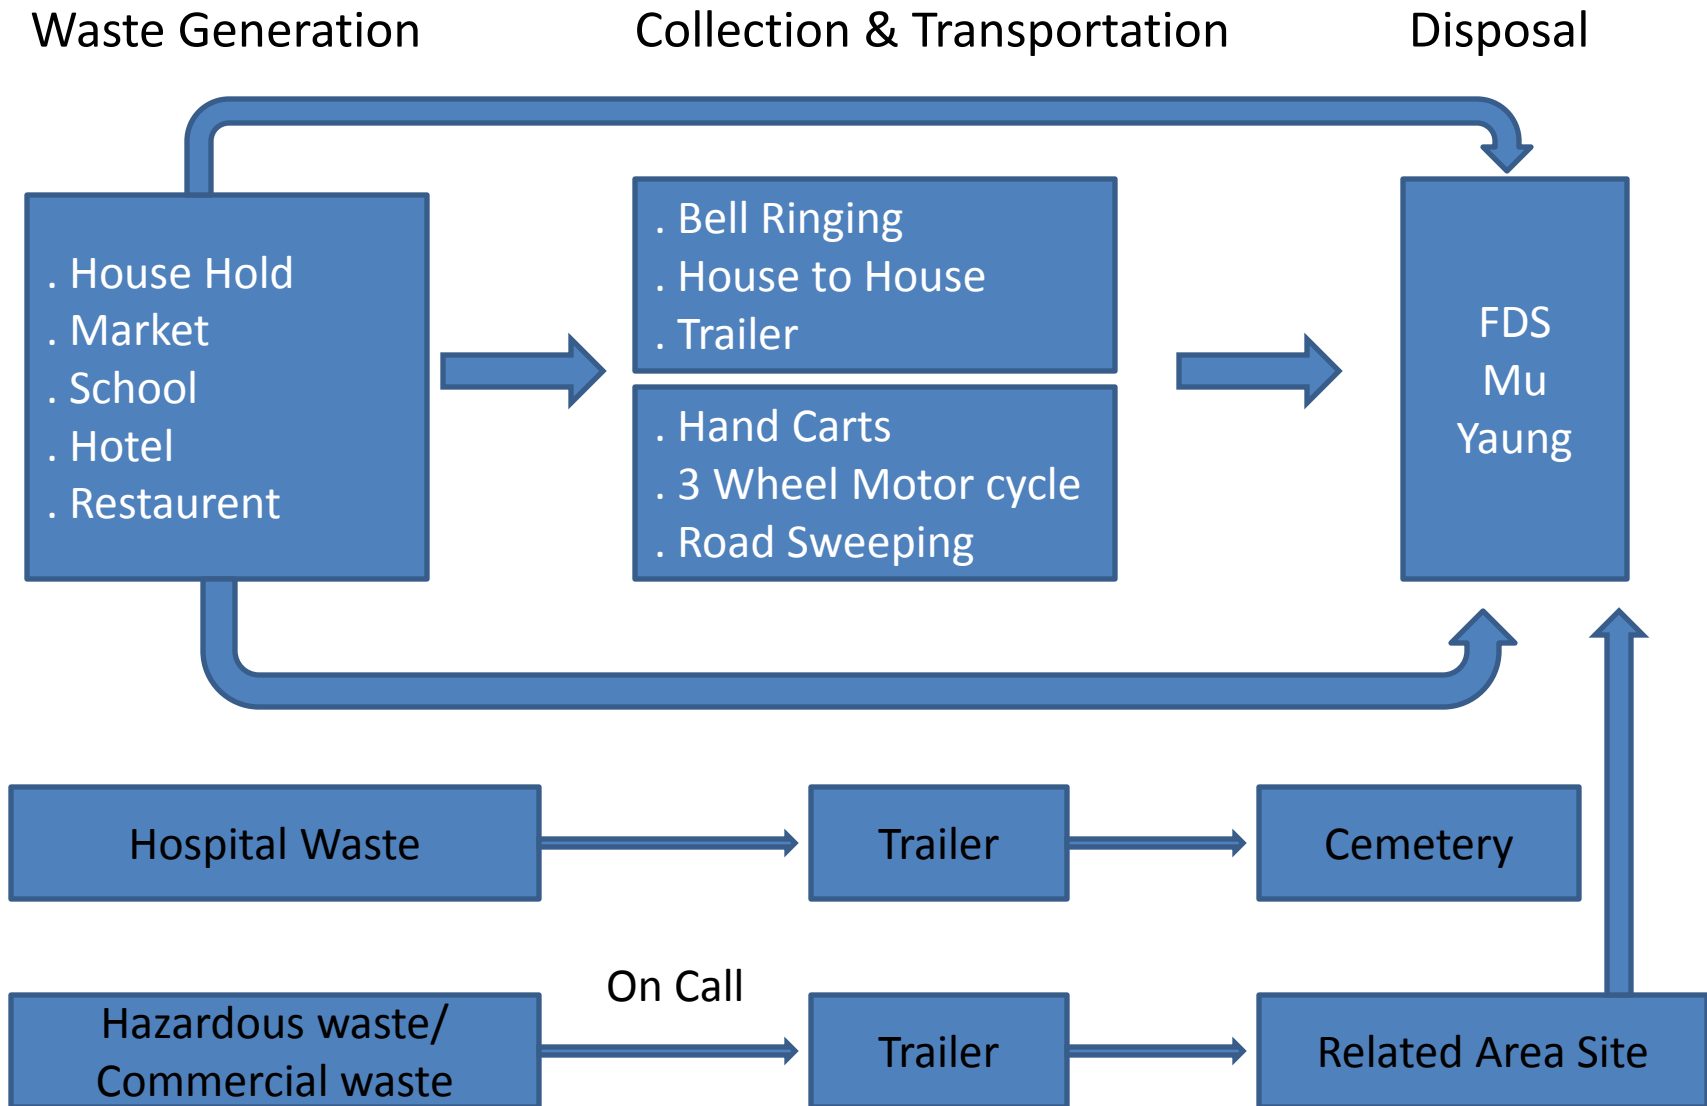 Waste Generation
Collection & Transportation
Disposal
. House Hold
. Market
. School
. Hotel
. Restaurent
. Bell Ringing
. House to House
. Trailer
. Hand Carts
. 3 Wheel Motor cycle
. Road Sweeping
FDS
Mu
Yaung
Hospital Waste
Trailer
Cemetery
Hazardous waste/
Commercial waste
On Call
Trailer
Related Area Site